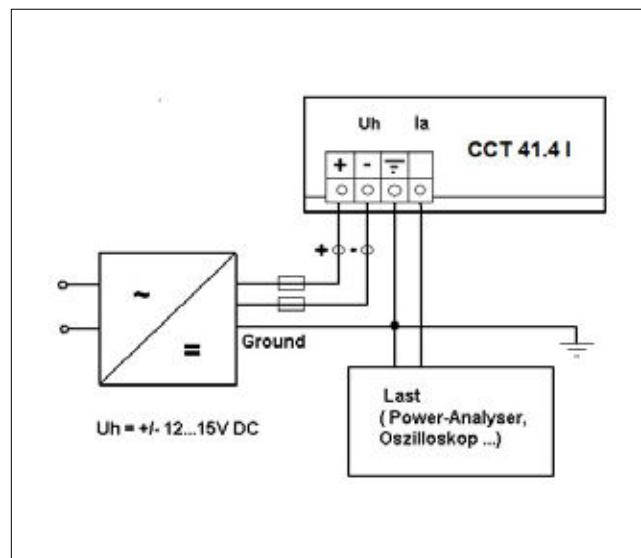 Uh Ia
CCT 41.4 I
+ -
+ -
~
=
Ground
Uh = +/- 12...15V DC
Last
( Power-Analyser,
Oszilloskop ...)